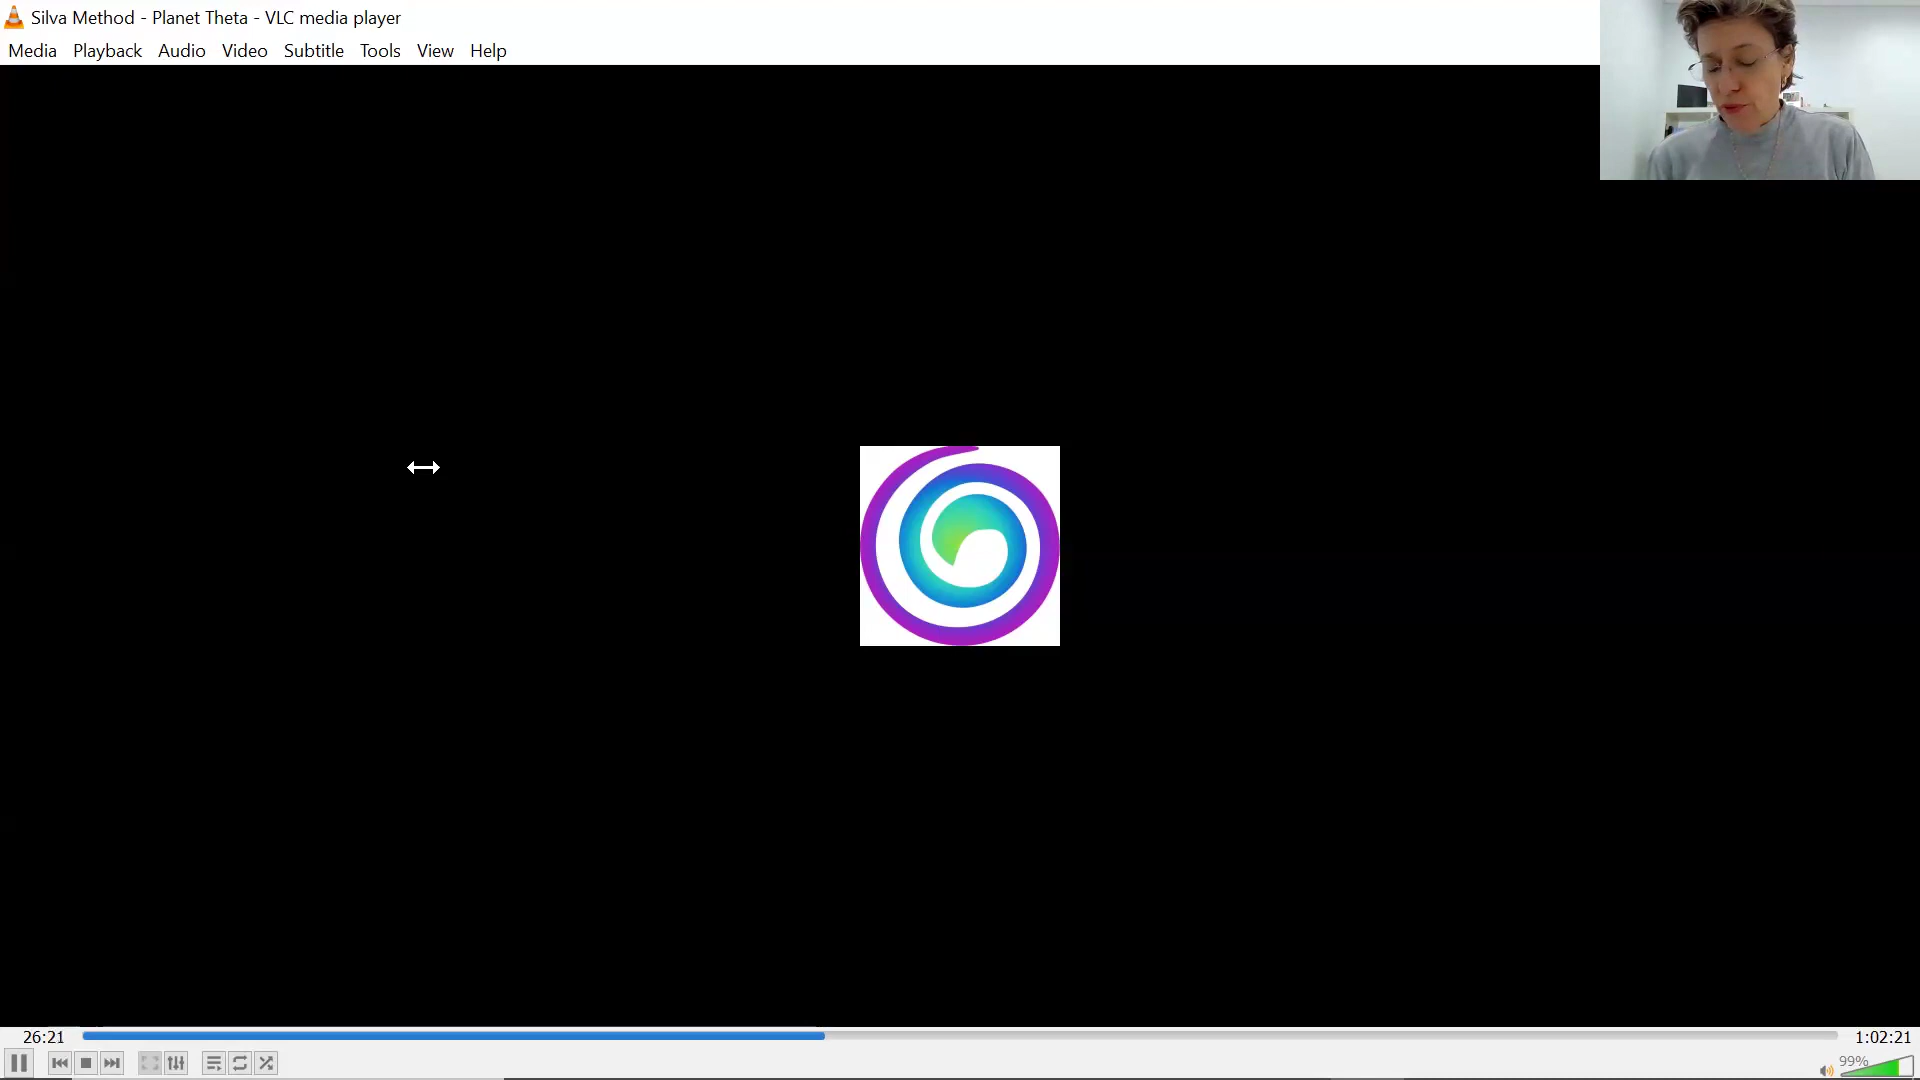 Silva Method - Planet Theta - VLC media player
Media Playback Audio Video Subtitle Tools View Help
26:21
1:02:21
99%